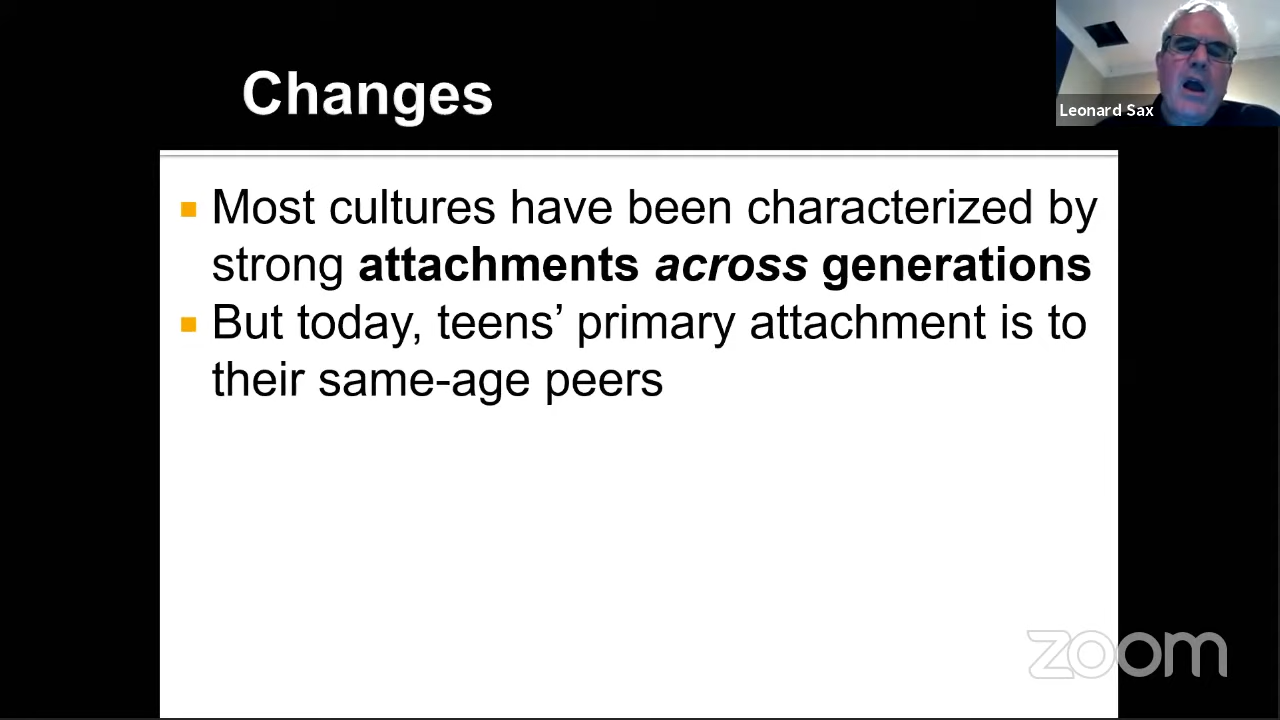 Changes
Leonard Sax
Most cultures have been characterized by
strong attachments across generations
But today, teens’ primary attachment is to
their same-age peers
zoom